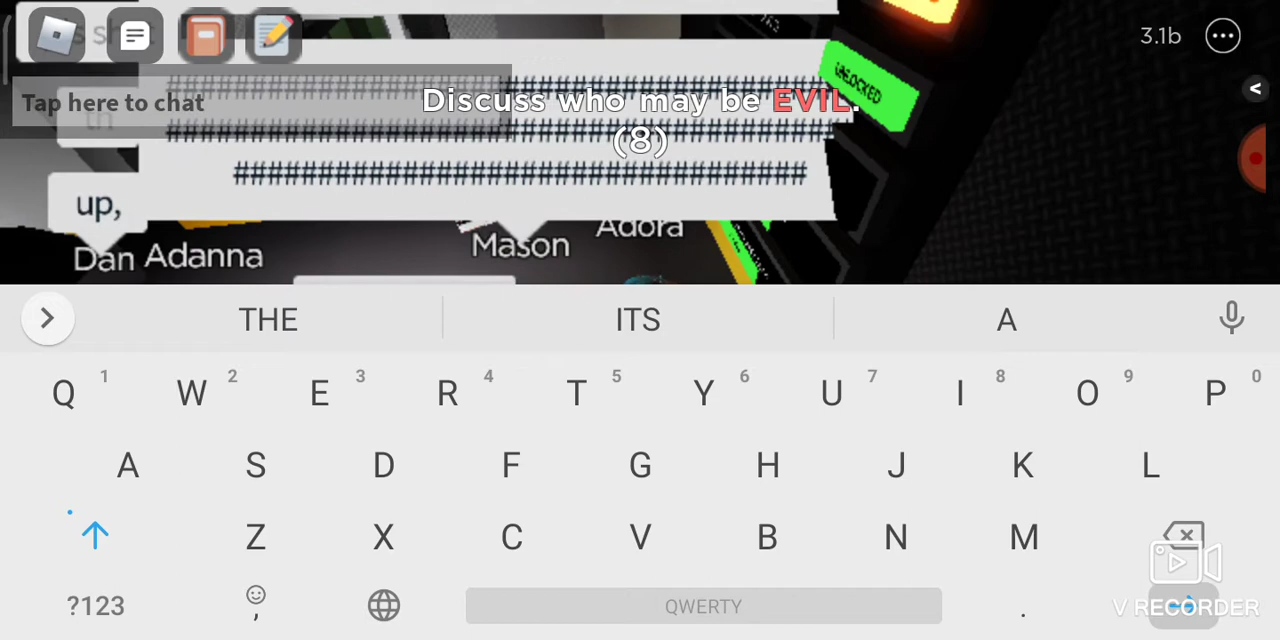 3.1b
Tap here to chat
Discuss who may be EVIL.
(8)
UNLOCKED
################################
up,
Dan
Adanna
Mason
Adora
THE
ITS
A
Q 1 W 2 E 3 R 4 T 5 Y 6 U 7 I 8 O 9 P 0
A S D F G H J K L
Z X C V B N M
?123 , QWERTY .
V RECORDER